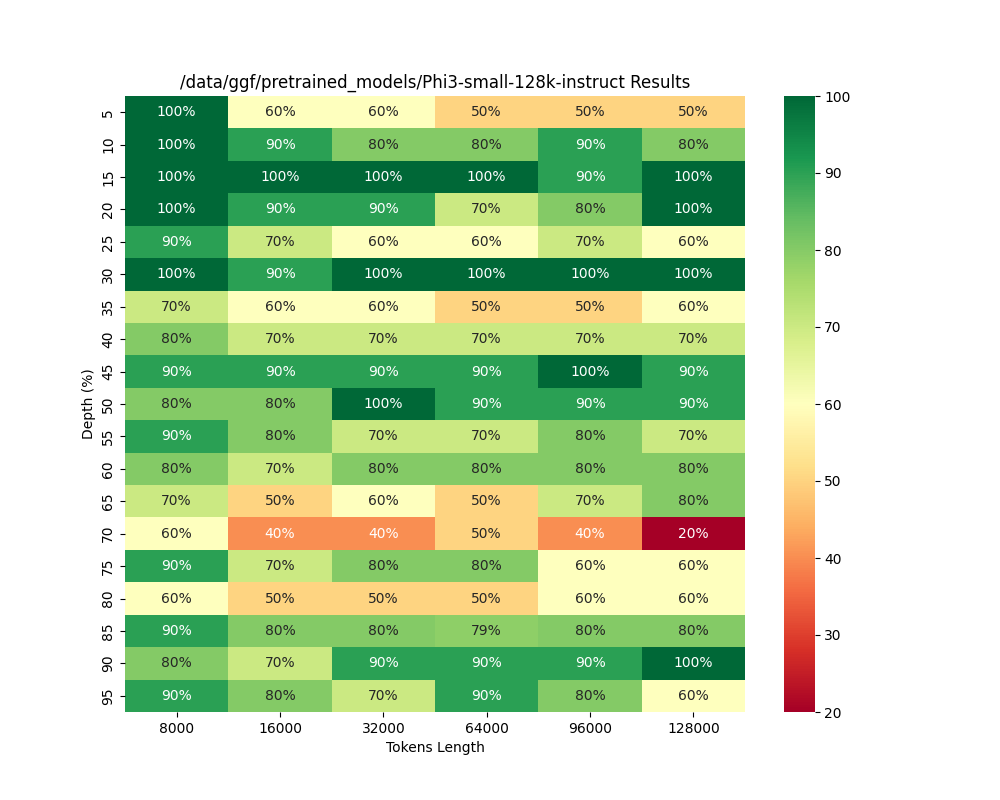 /data/ggf/pretrained_models/Phi3-small-128k-instruct Results
5 100% 60% 60% 50% 50% 50%
10 100% 90% 80% 80% 90% 80%
15 100% 100% 100% 100% 90% 100%
20 100% 90% 90% 70% 80% 100%
25 90% 70% 60% 60% 70% 60%
30 100% 90% 100% 100% 100% 100%
35 70% 60% 60% 50% 50% 60%
40 80% 70% 70% 70% 70% 70%
45 90% 90% 90% 90% 100% 90%
50 80% 80% 100% 90% 90% 90%
55 90% 80% 70% 70% 80% 70%
60 80% 70% 80% 80% 80% 80%
65 70% 50% 60% 50% 70% 80%
70 60% 40% 40% 50% 40% 20%
75 90% 70% 80% 80% 60% 60%
80 60% 50% 50% 50% 60% 60%
85 90% 80% 80% 79% 80% 80%
90 80% 70% 90% 90% 90% 100%
95 90% 80% 70% 90% 80% 60%
8000 16000 32000 64000 96000 128000
Tokens Length
Depth (%)
100
90
80
70
60
50
40
30
20